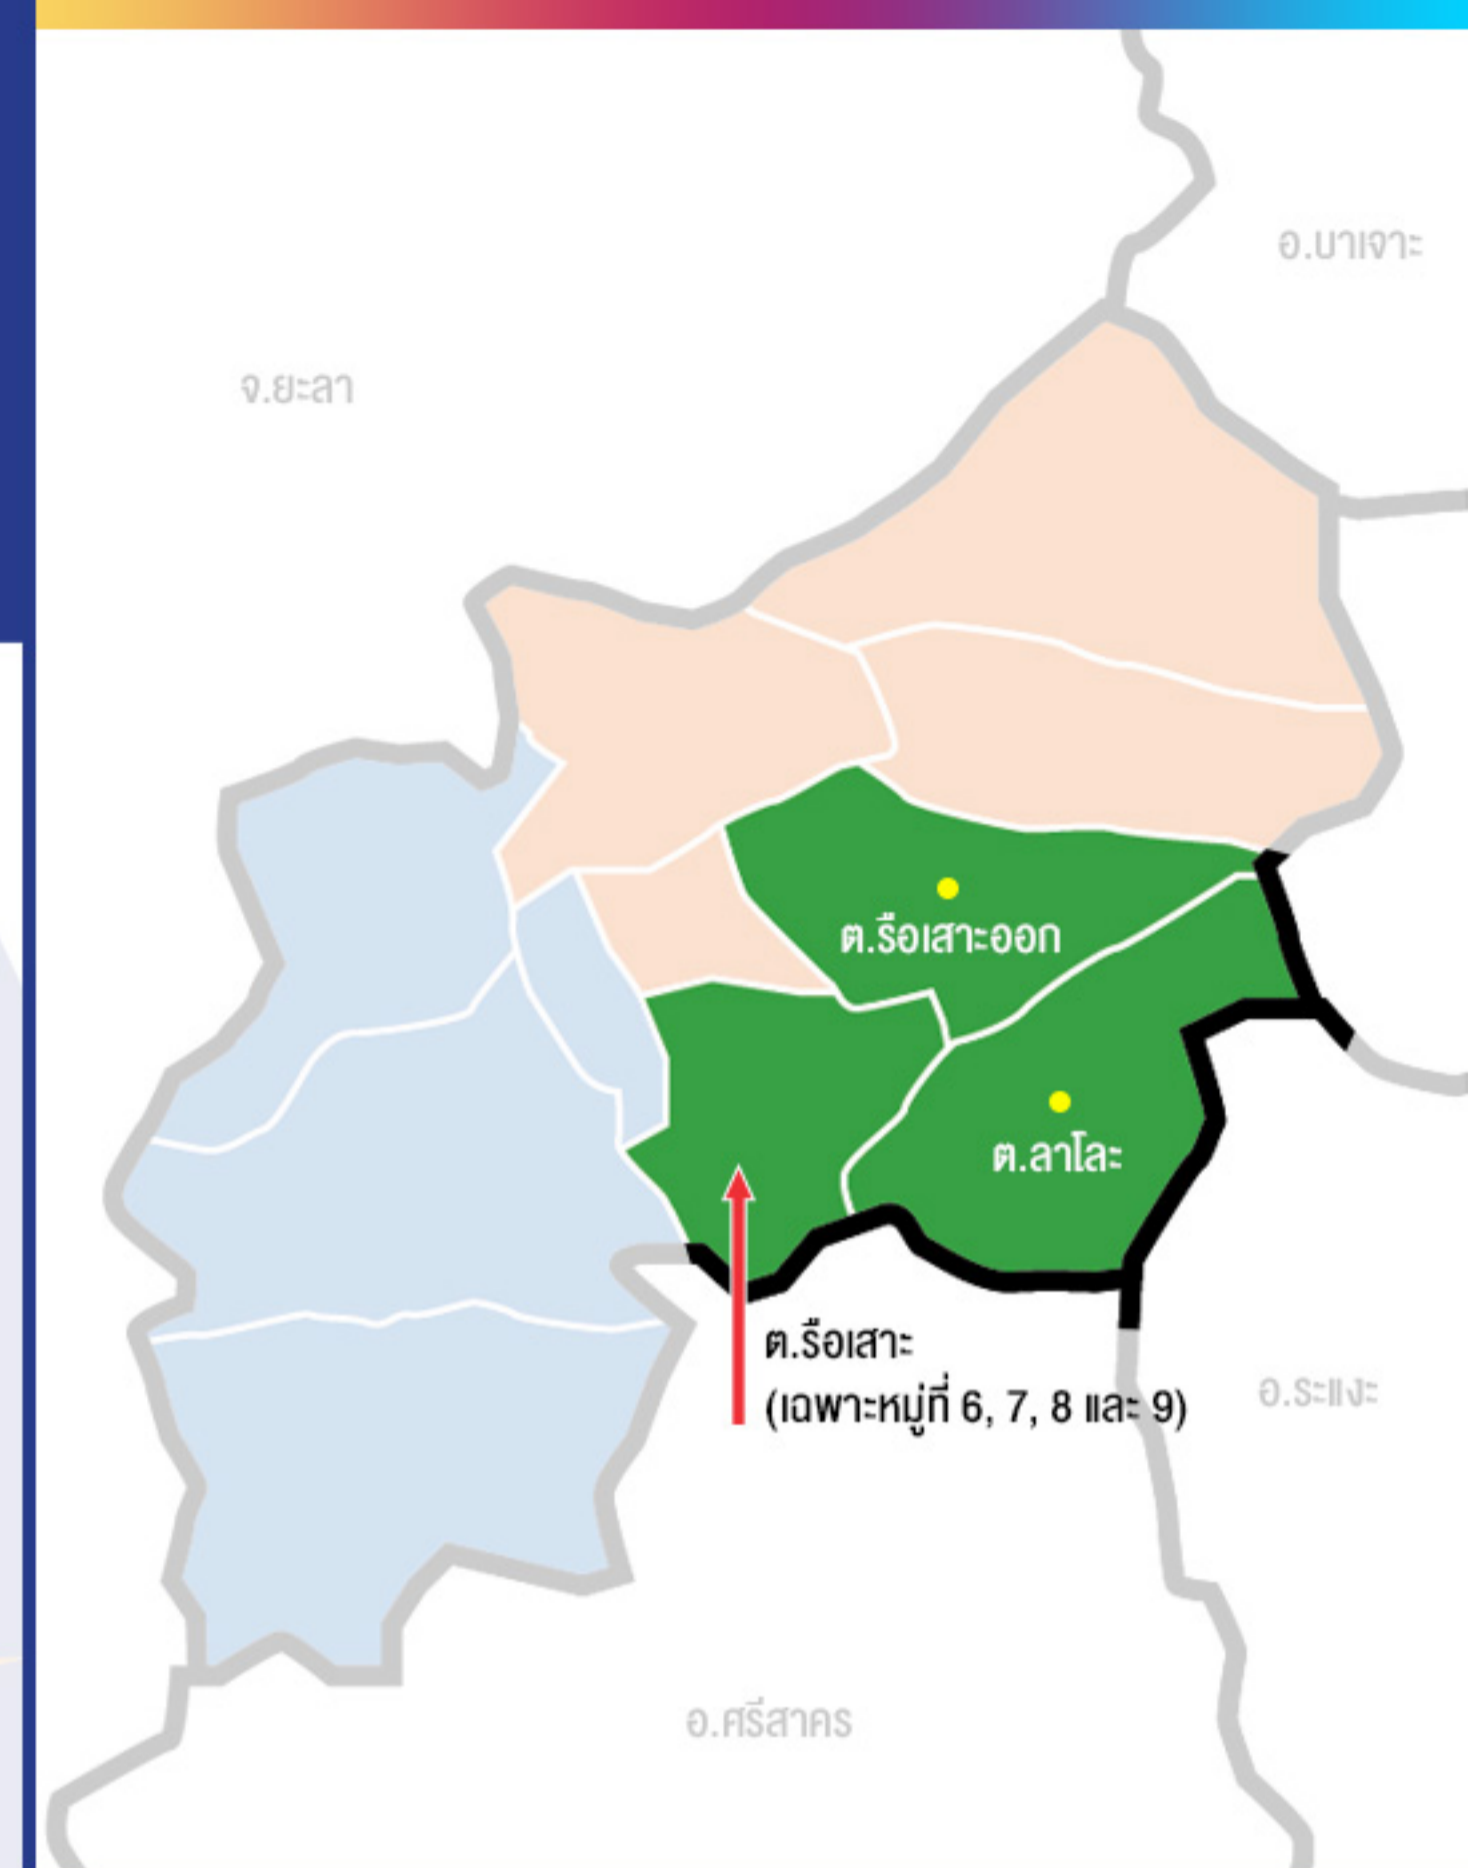 อ.บาเจาะ
จ.ยะลา
ต.รือเสาะออก
ต.ลาโละ
ต.รือเสาะ
(เฉพาะหมู่ที่ 6, 7, 8 และ 9)
อ.ระแงะ
อ.ศรีสาคร